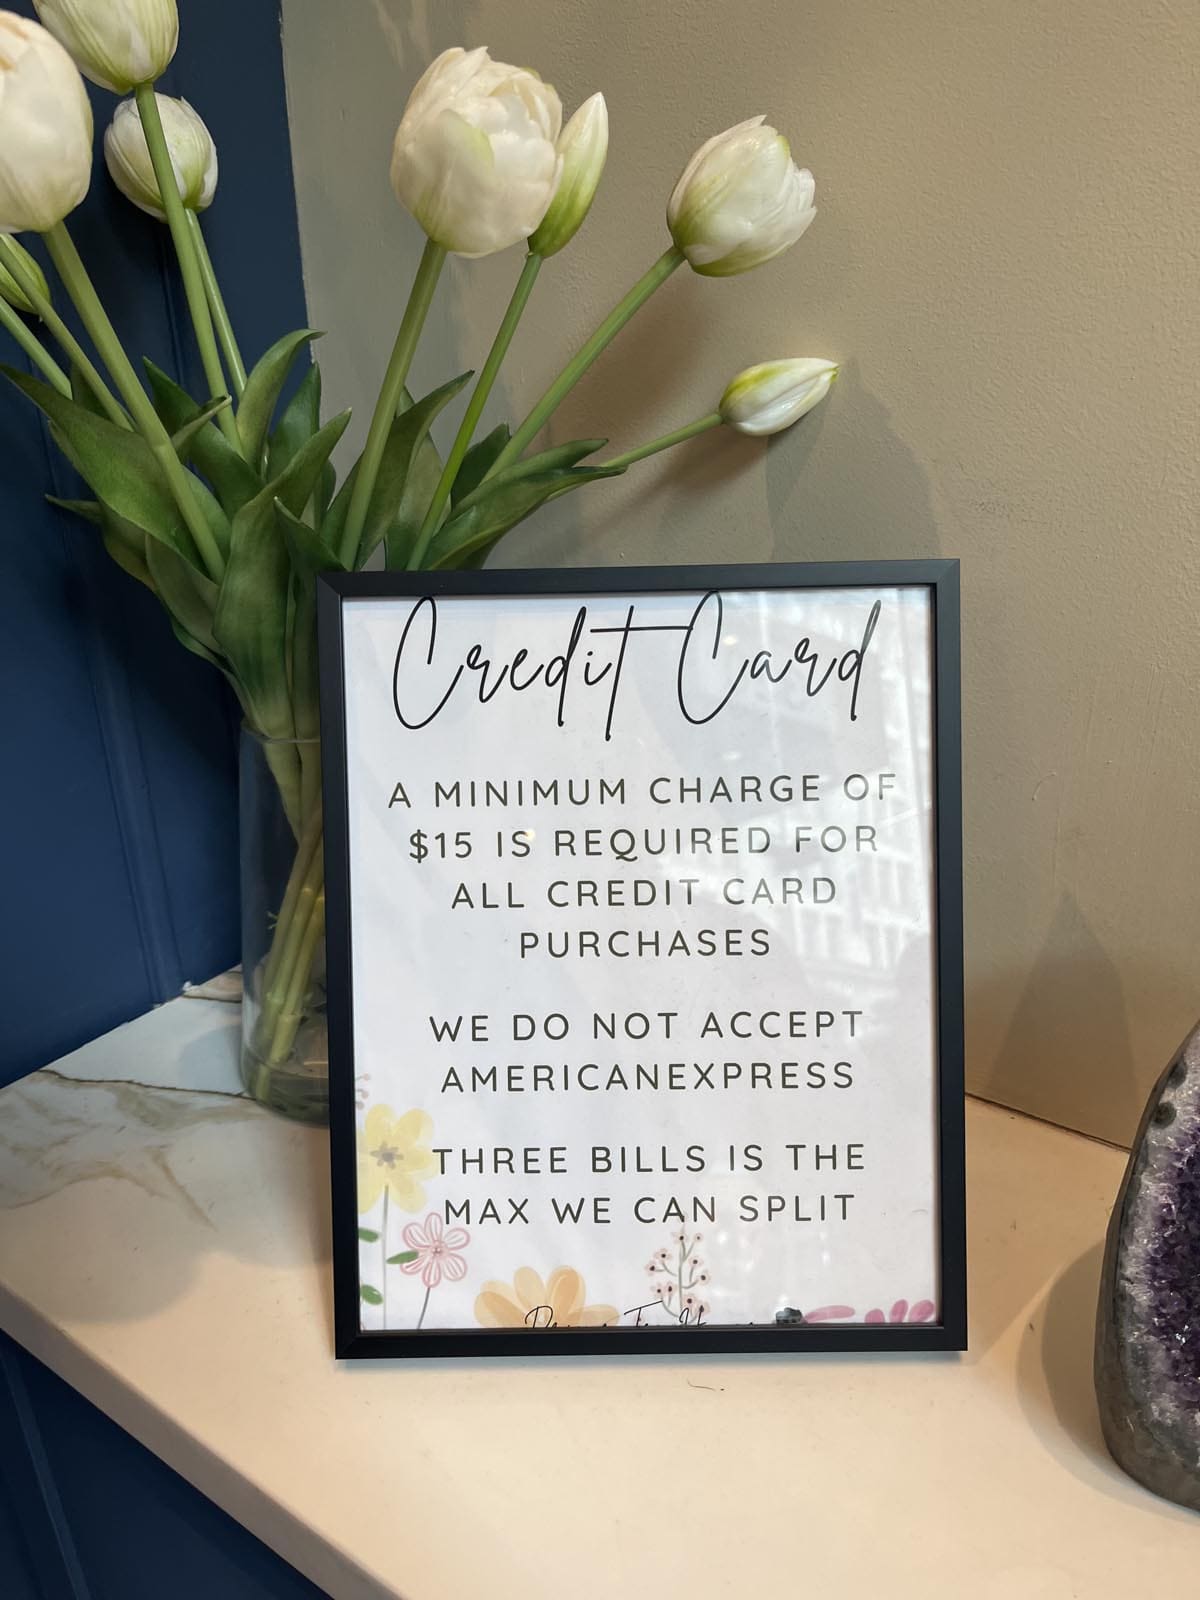 Credit Card
A MINIMUM CHARGE OF
$15 IS REQUIRED FOR
ALL CREDIT CARD
PURCHASES
WE DO NOT ACCEPT
AMERICANEXPRESS
THREE BILLS IS THE
MAX WE CAN SPLIT